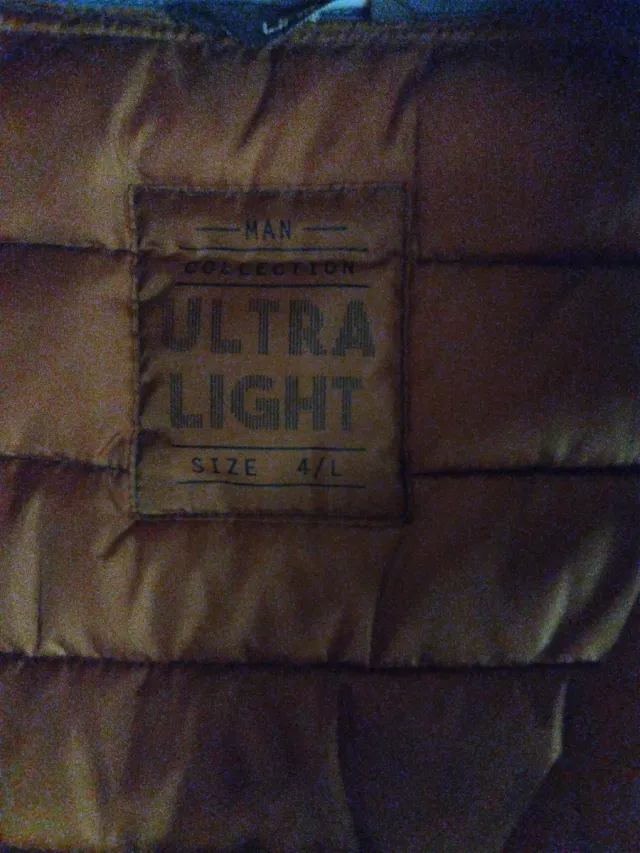 MAN
COLLECTION
ULTRA
LIGHT
SIZE 4/L